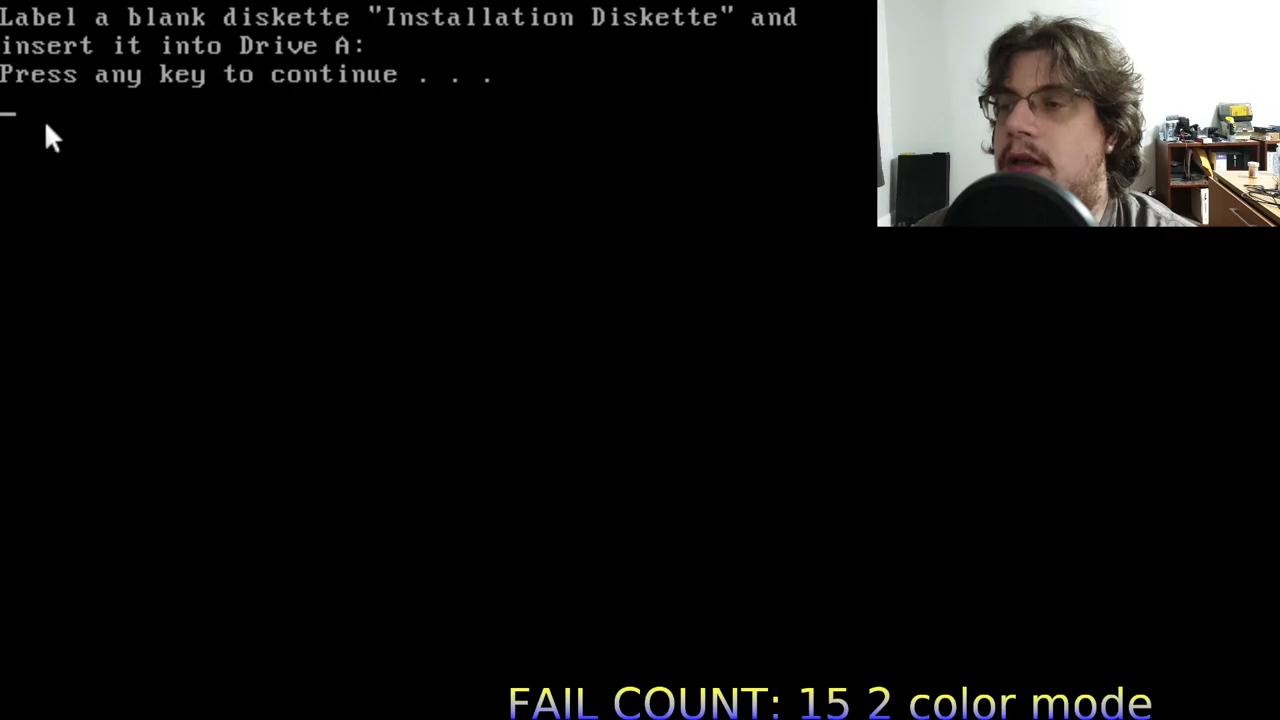 Label a blank diskette "Installation Diskette" and
insert it into Drive A:
Press any key to continue . . .
FAIL COUNT: 15 2 color mode